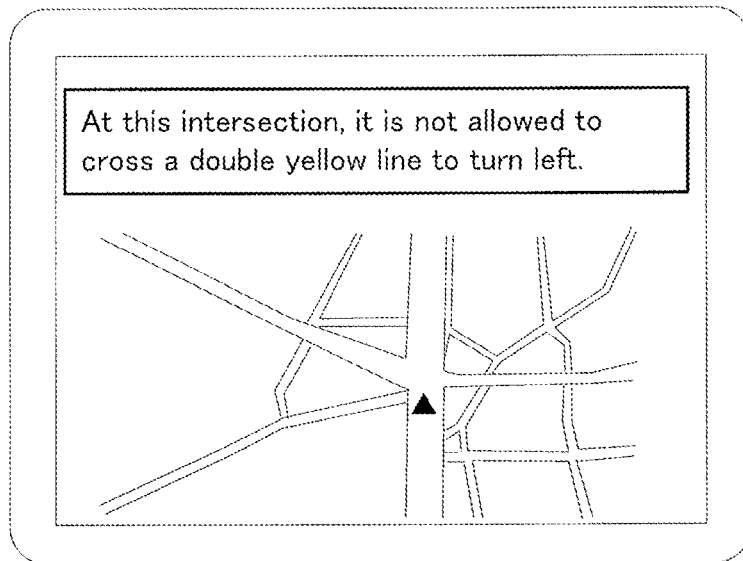 At this intersection, it is not allowed to
cross a double yellow line to turn left.